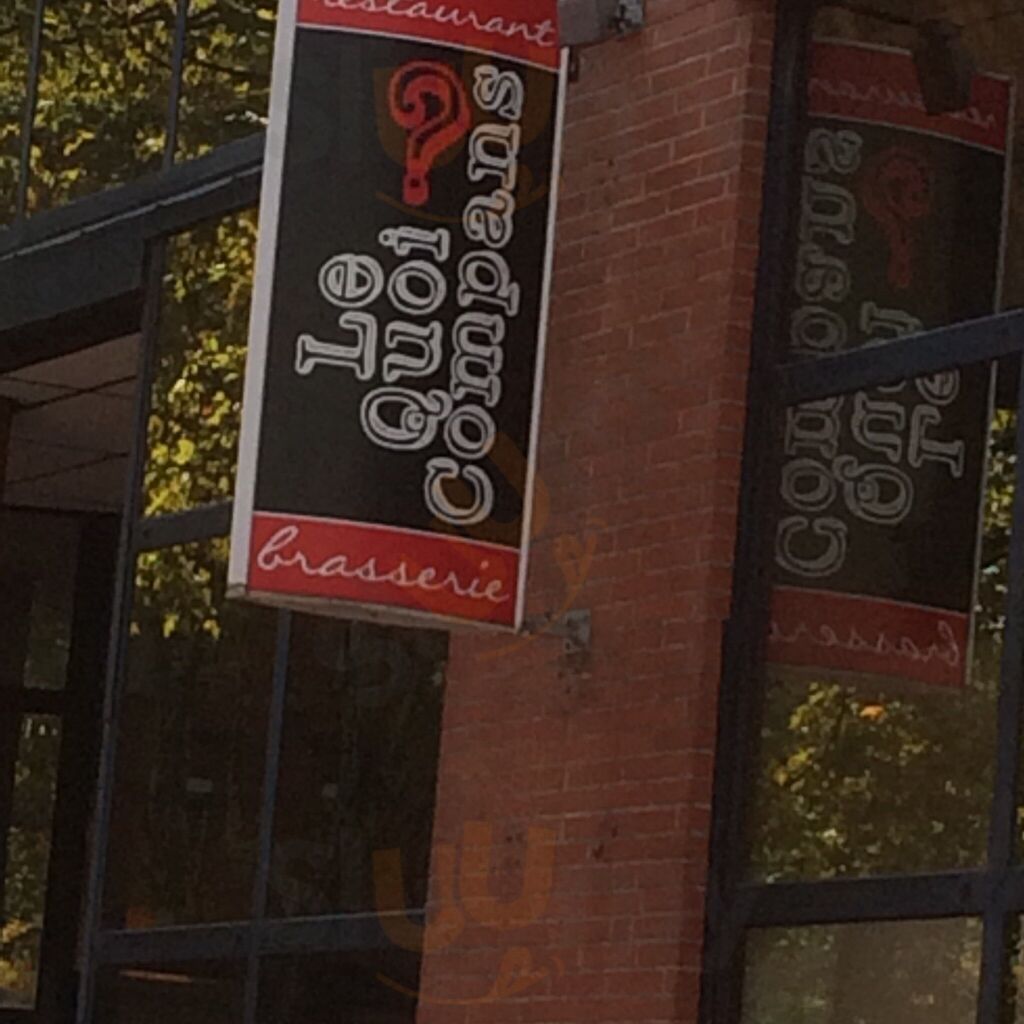 restaurant
Le
Quoi ?
Compans
brasserie